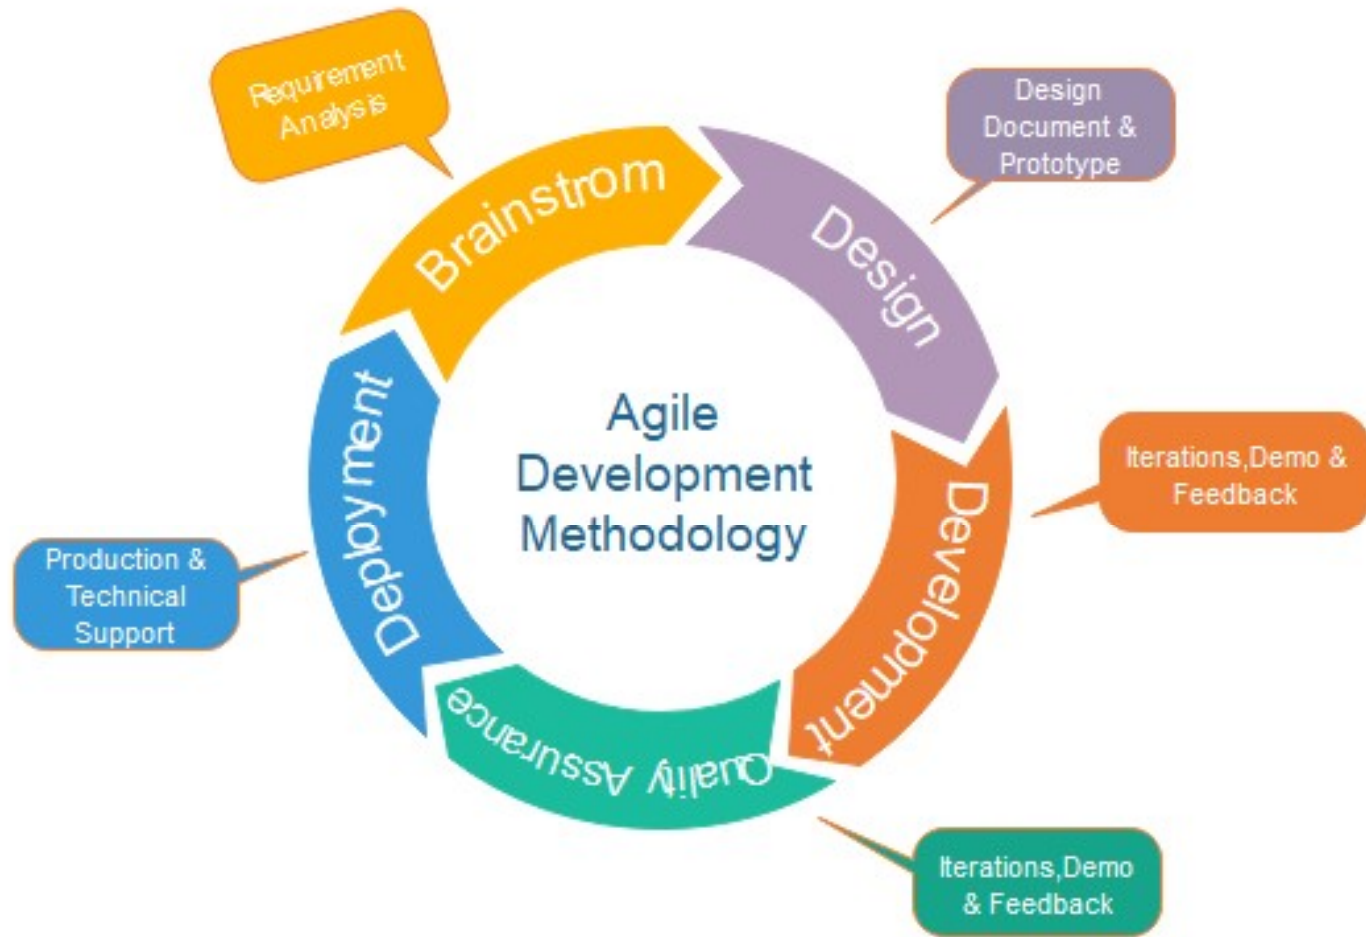 Requirement
Analysis
Brainstrom
Design
Document &
Prototype
Design
Agile
Development
Methodology
Iterations,Demo &
Feedback
Development
Deployment
Production &
Technical
Support
Quality Assurance
Iterations,Demo
& Feedback